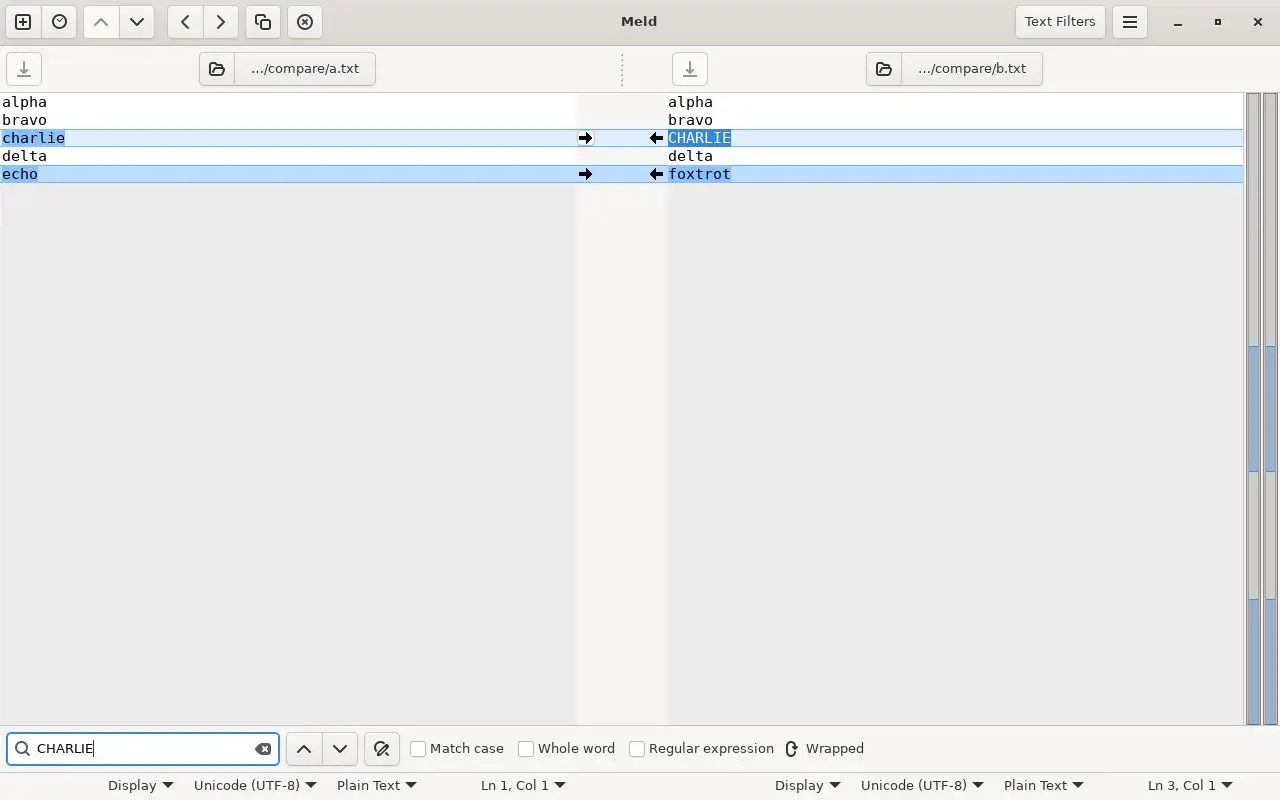 Meld
Text Filters
.../compare/a.txt
.../compare/b.txt
alpha
bravo
charlie
delta
echo
alpha
bravo
CHARLIE
delta
foxtrot
CHARLIE
Match case
Whole word
Regular expression
Wrapped
Display
Unicode (UTF-8)
Plain Text
Ln 1, Col 1
Display
Unicode (UTF-8)
Plain Text
Ln 3, Col 1